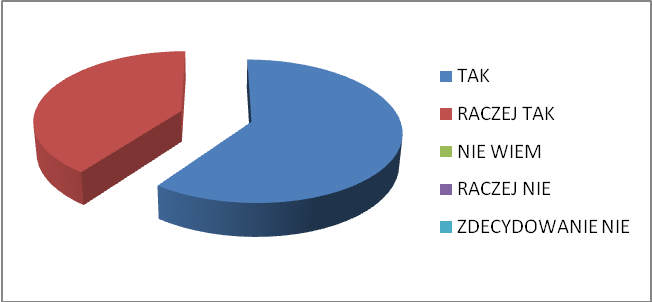 TAK
RACZEJ TAK
NIE WIEM
RACZEJ NIE
ZDECYDOWANIE NIE